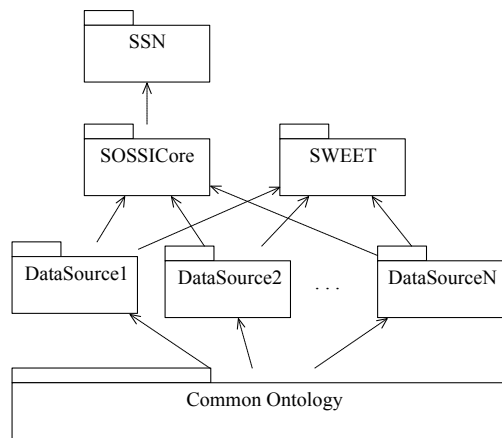 SSN
SOSSICore SWEET
DataSource1 DataSource2 . . . DataSourceN
Common Ontology